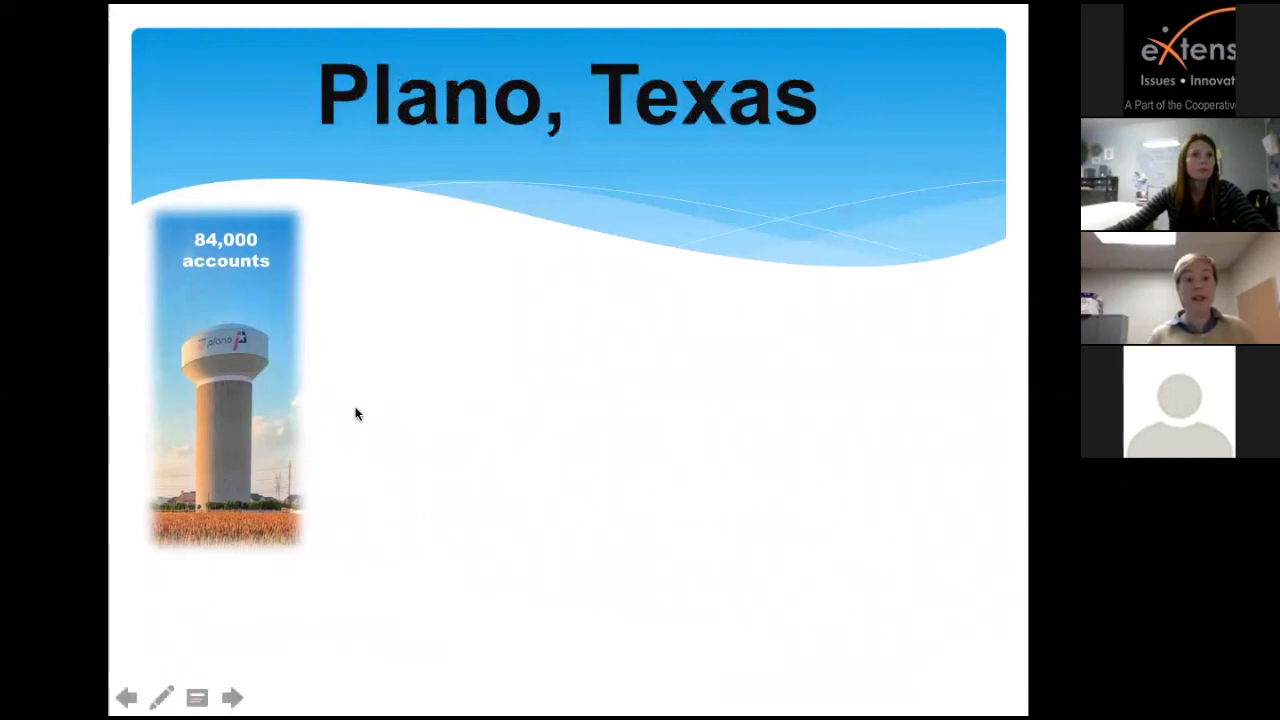 Plano, Texas
84,000
accounts
plano
extens
Issues • Innovat
A Part of the Cooperativ